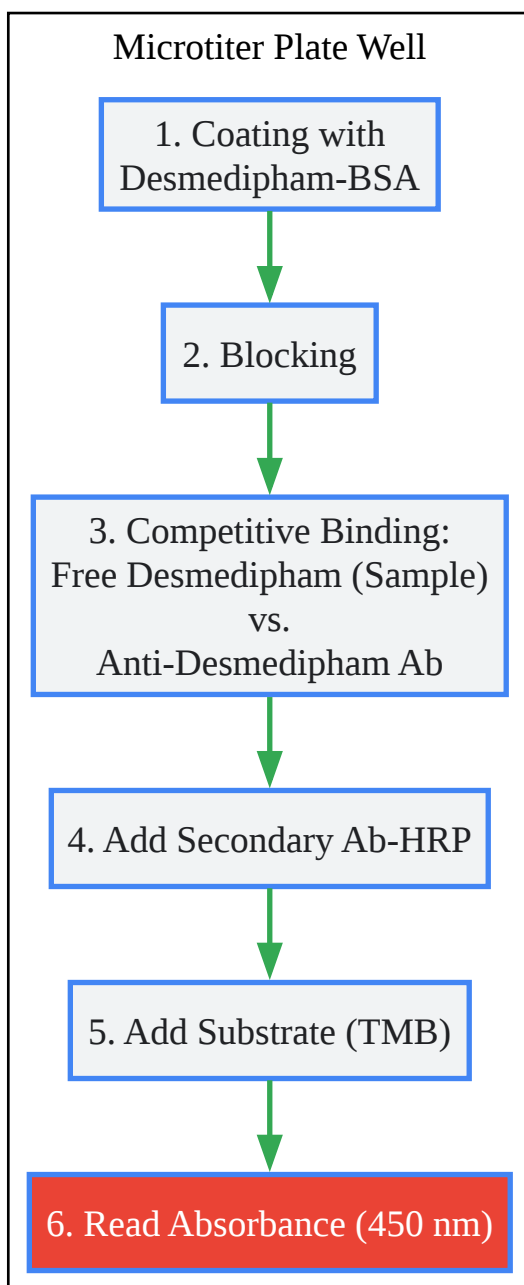 Microtiter Plate Well
1. Coating with
Desmedipham-BSA
2. Blocking
3. Competitive Binding:
Free Desmedipham (Sample)
vs.
Anti-Desmedipham Ab
4. Add Secondary Ab-HRP
5. Add Substrate (TMB)
6. Read Absorbance (450 nm)